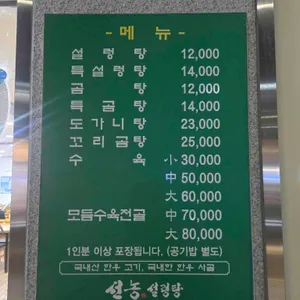 - 메 뉴 -
설 렁 탕 12,000
특 설 렁 탕 14,000
곰 탕 12,000
특 곰 탕 14,000
도 가 니 탕 23,000
꼬 리 곰 탕 25,000
수 육 小 30,000
中 50,000
大 60,000
모듬수육전골 中 70,000
大 80,000
1인분 이상 포장됩니다. (공기밥 별도)
국내산 한우 고기, 국내한 한우 사골
선농 설렁탕